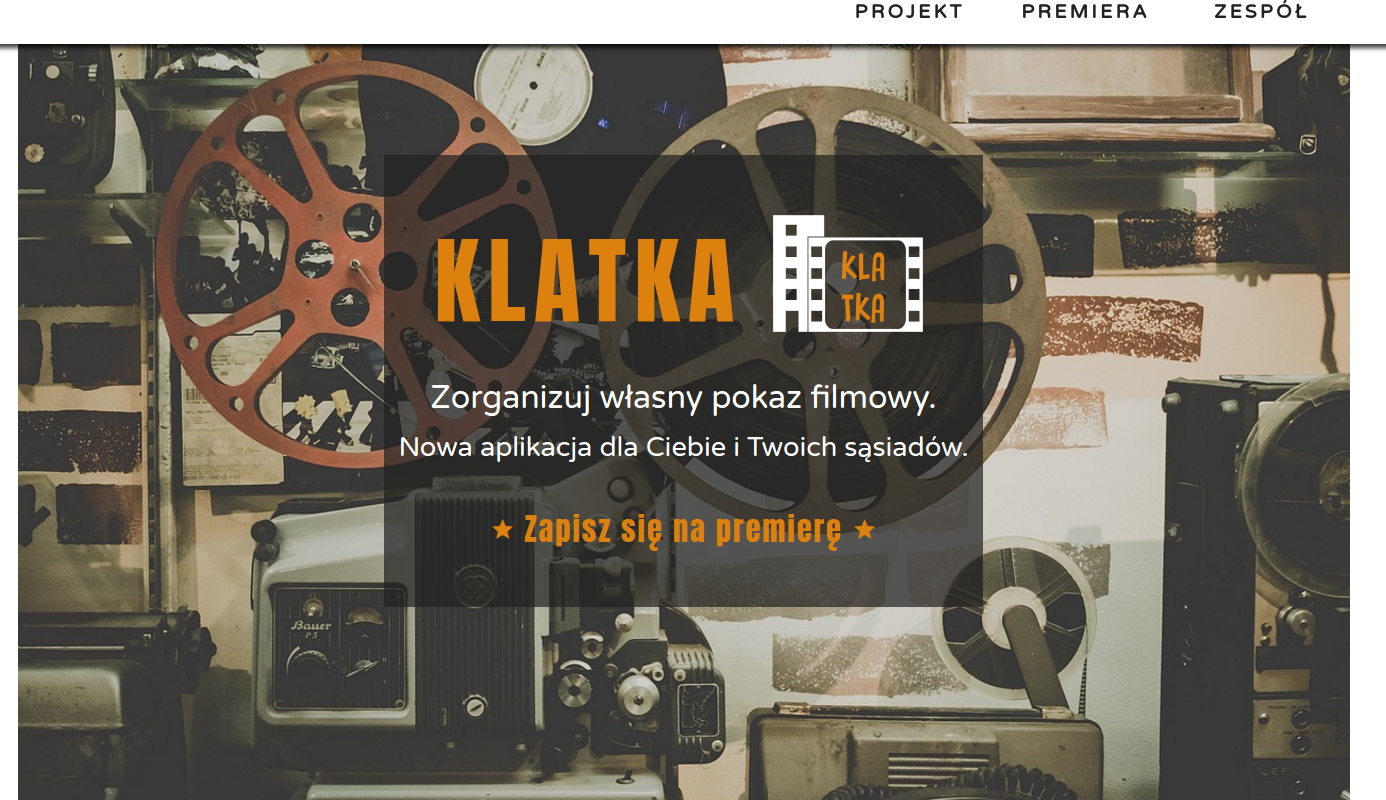 PROJEKT PREMIERA ZESPÓŁ
KLATKA
KLA
TKA
Zorganizuj własny pokaz filmowy.
Nowa aplikacja dla Ciebie i Twoich sąsiadów.
★ Zapisz się na premierę ★
Bauer
P5
LEFT